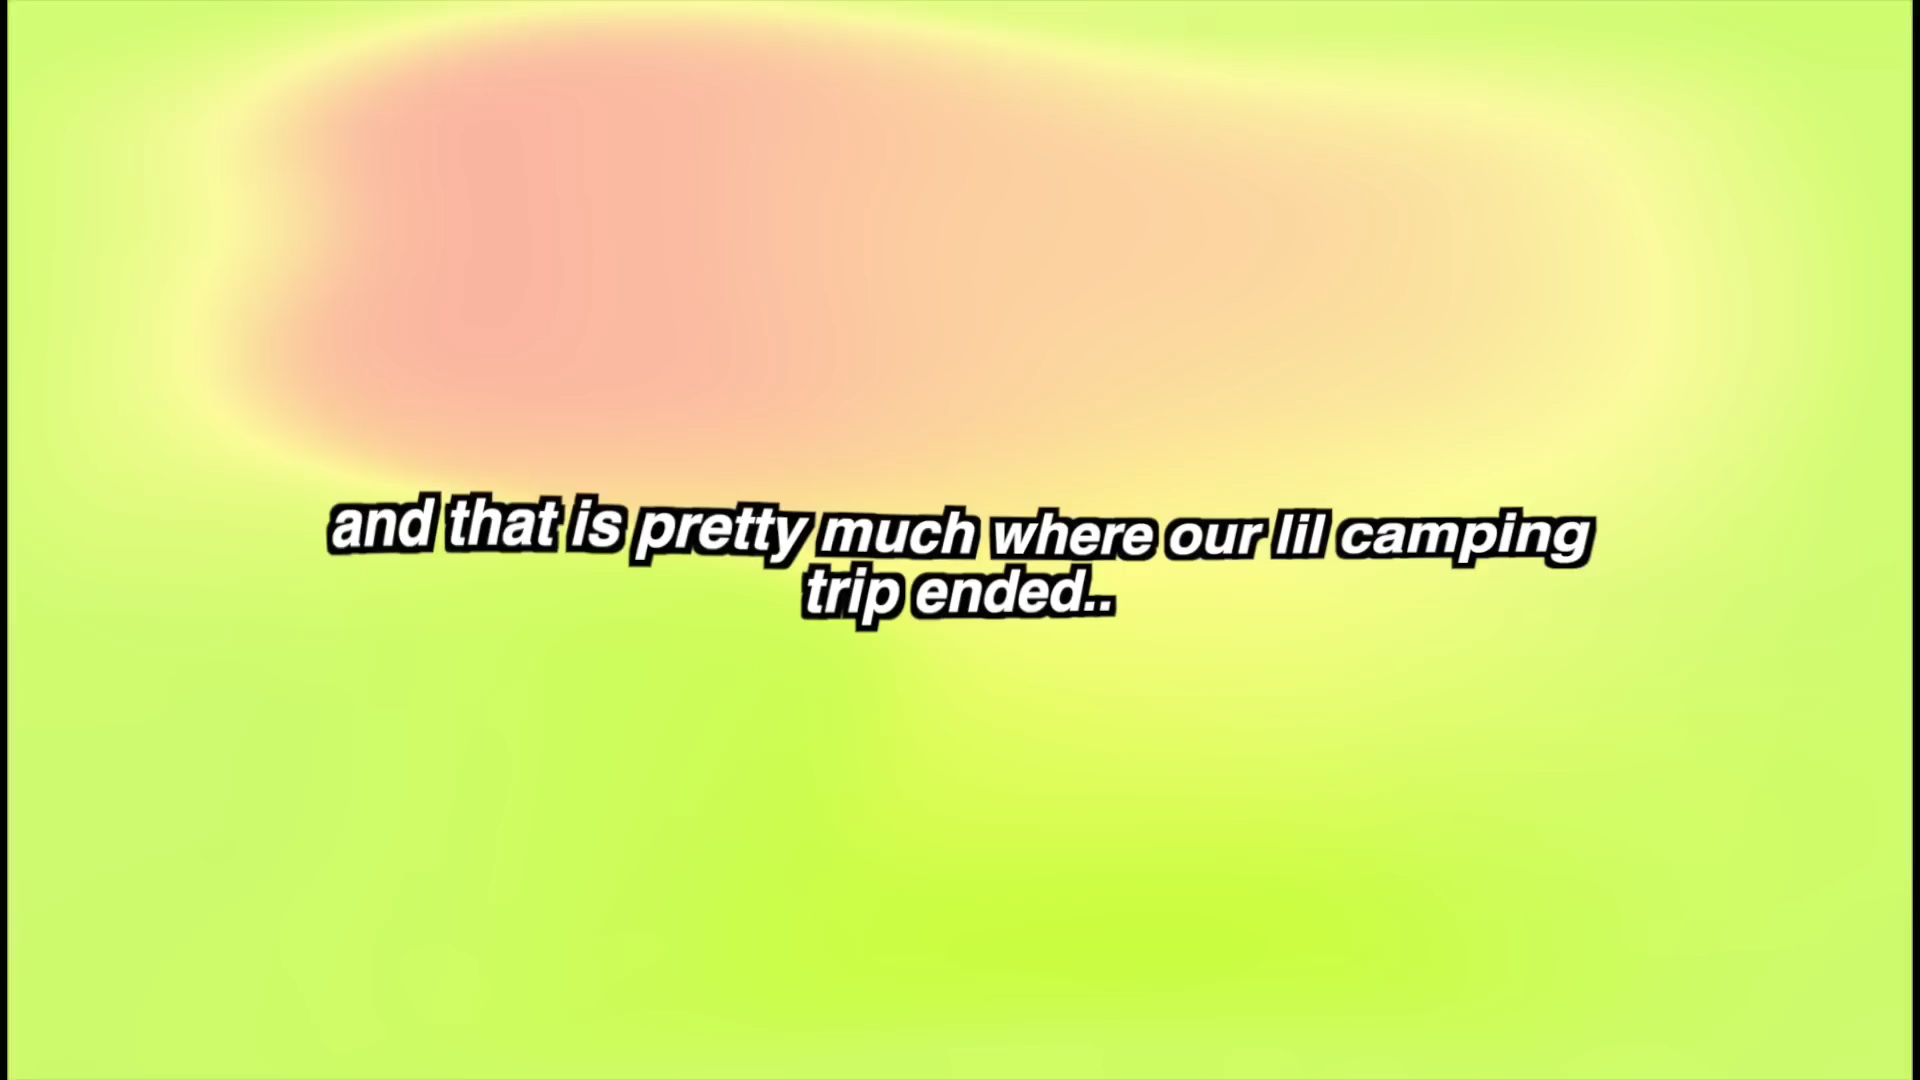 and that is pretty much where our lil camping
trip ended..